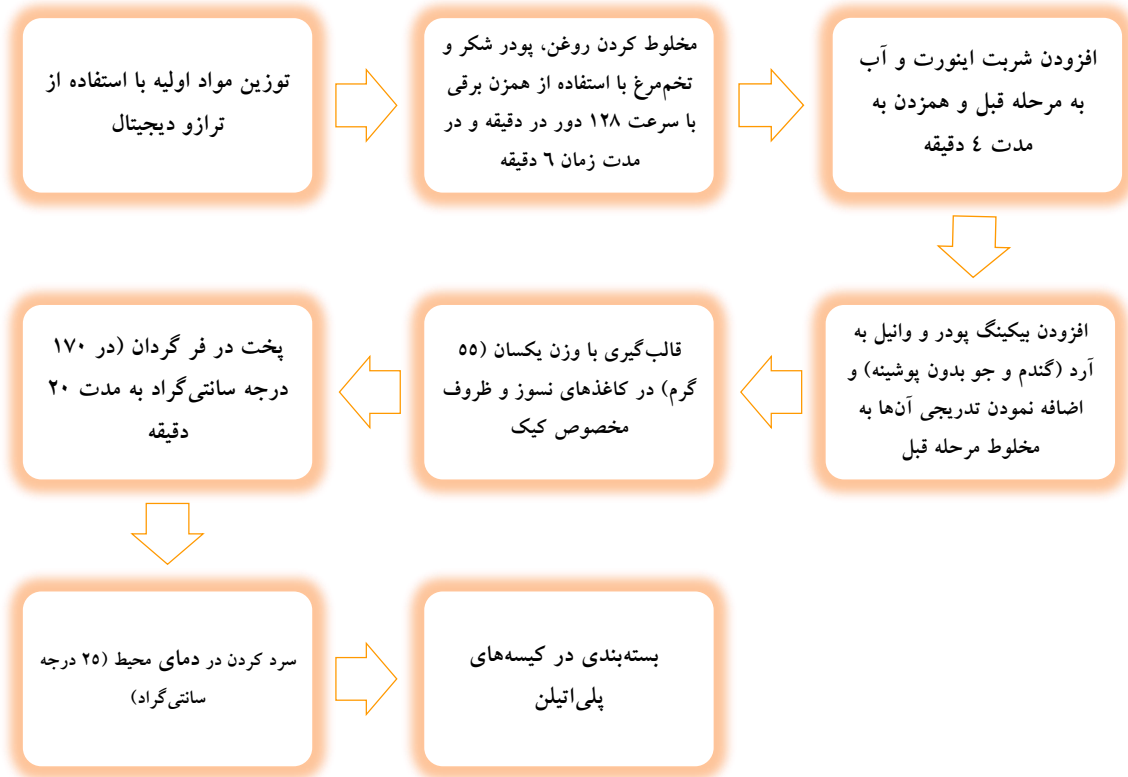 توزین مواد اولیه با استفاده از
ترازو دیجیتال
مخلوط کردن روغن، پودر شکر و
تخم‌مرغ با استفاده از همزن برقی
با سرعت ۱۲۸ دور در دقیقه و در
مدت زمان ٦ دقیقه
افزودن شربت اینورت و آب
به مرحله قبل و همزدن به
مدت ٤ دقیقه
افزودن بیکینگ پودر و وانیل به
آرد (گندم و جو بدون پوشینه) و
اضافه نمودن تدریجی آن‌ها به
مخلوط مرحله قبل
قالب‌گیری با وزن یکسان (٥٥
گرم) در کاغذهای نسوز و ظروف
مخصوص کیک
پخت در فر گردان (در ۱۷۰
درجه سانتی‌گراد به مدت ۲۰
دقیقه
سرد کردن در دمای محیط (۲٥ درجه
سانتی‌گراد)
بسته‌بندی در کیسه‌های
پلی‌اتیلن